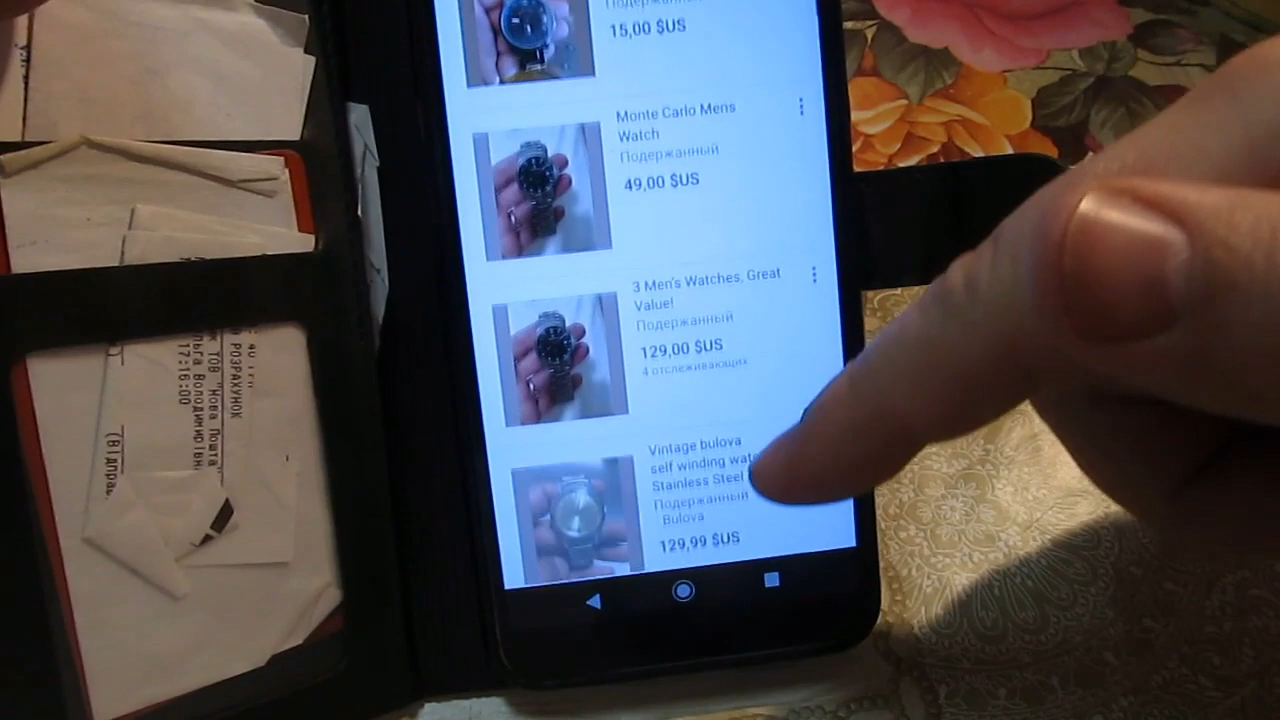 Подержанный
15,00 $US
Monte Carlo Mens
Watch
Подержанный
49,00 $US
3 Men's Watches, Great
Value!
Подержанный
129,00 $US
4 отслеживающих
Vintage bulova
self winding wat
Stainless Steel
Подержанный
Bulova
129,99 $US
РОЗРАХУНОК
ТОВ "Нова Пошта"
17:16:00